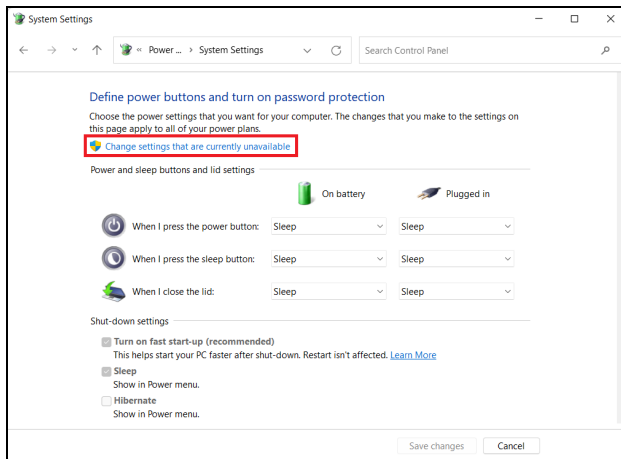 System Settings
« Power ... › System Settings
Search Control Panel
Define power buttons and turn on password protection
Choose the power settings that you want for your computer. The changes that you make to the settings on
this page apply to all of your power plans.
Change settings that are currently unavailable
Power and sleep buttons and lid settings
On battery Plugged in
When I press the power button: Sleep Sleep
When I press the sleep button: Sleep Sleep
When I close the lid: Sleep Sleep
Shut-down settings
Turn on fast start-up (recommended)
This helps start your PC faster after shut-down. Restart isn't affected. Learn More
Sleep
Show in Power menu.
Hibernate
Show in Power menu.
Save changes Cancel